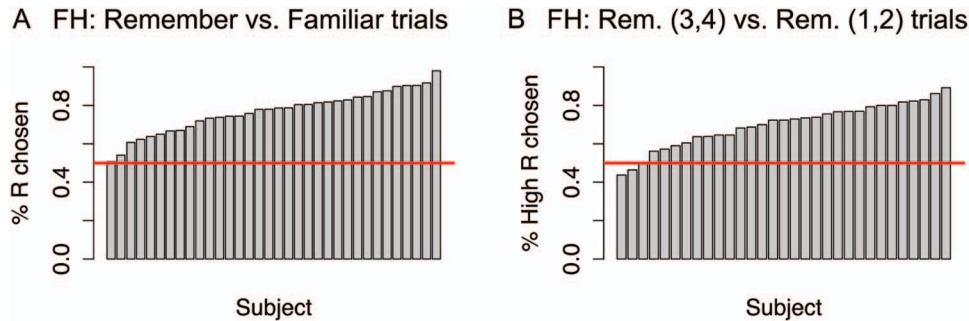 A FH: Remember vs. Familiar trials
% R chosen
0.8
0.4
0.0
Subject
B FH: Rem. (3,4) vs. Rem. (1,2) trials
% High R chosen
0.8
0.4
0.0
Subject